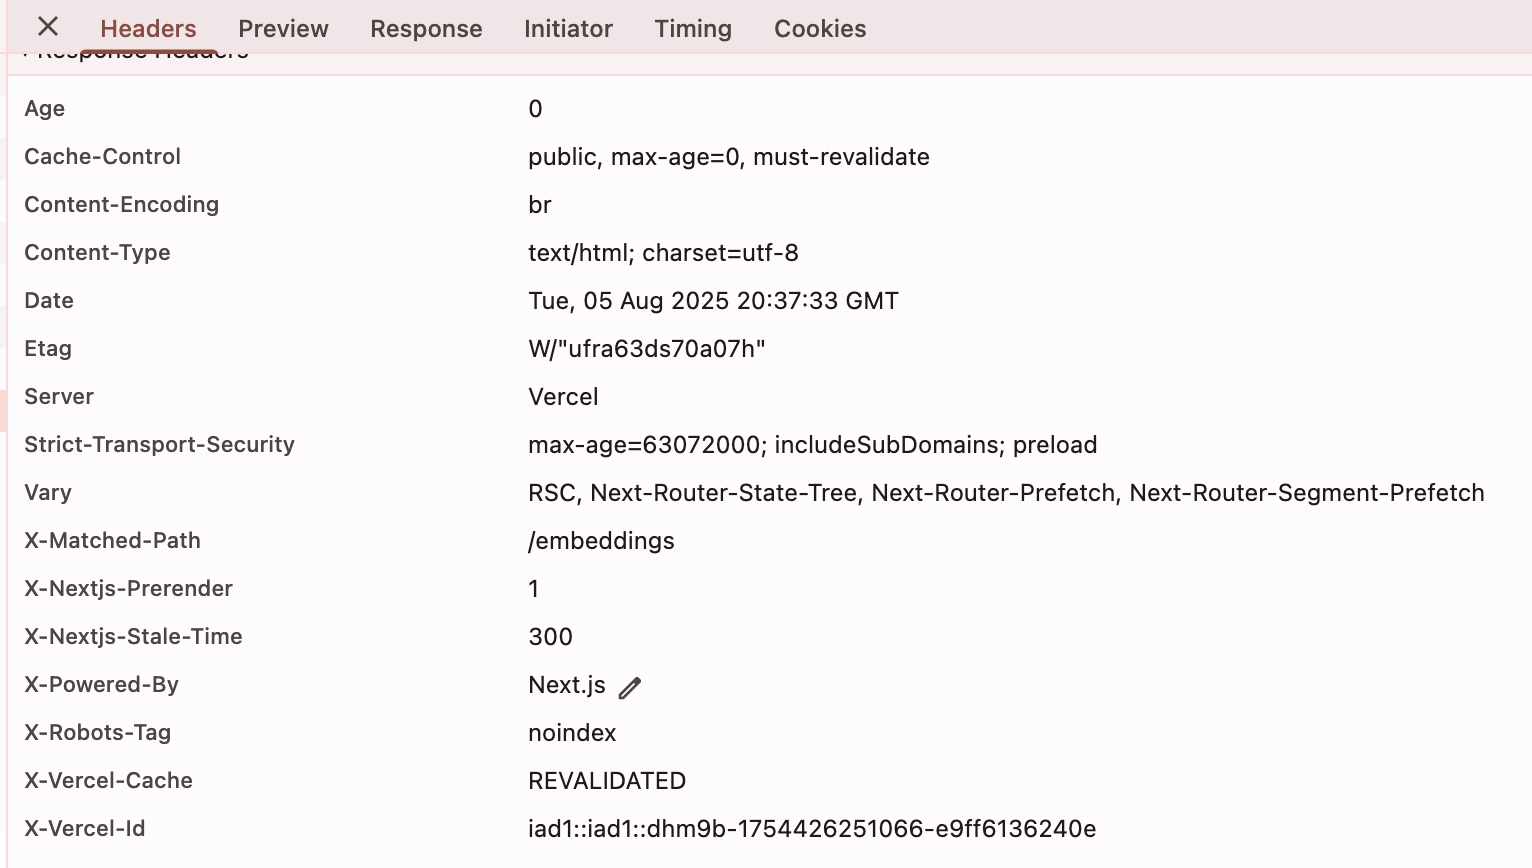 Headers Preview Response Initiator Timing Cookies
Response Headers
Age 0
Cache-Control public, max-age=0, must-revalidate
Content-Encoding br
Content-Type text/html; charset=utf-8
Date Tue, 05 Aug 2025 20:37:33 GMT
Etag W/"ufra63ds70a07h"
Server Vercel
Strict-Transport-Security max-age=63072000; includeSubDomains; preload
Vary RSC, Next-Router-State-Tree, Next-Router-Prefetch, Next-Router-Segment-Prefetch
X-Matched-Path /embeddings
X-Nextjs-Prerender 1
X-Nextjs-Stale-Time 300
X-Powered-By Next.js
X-Robots-Tag noindex
X-Vercel-Cache REVALIDATED
X-Vercel-Id iad1::iad1::dhm9b-1754426251066-e9ff6136240e